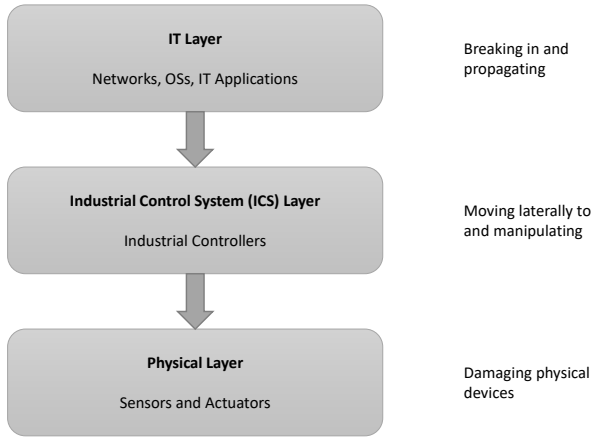 IT Layer
Networks, OSs, IT Applications
Breaking in and
propagating
Industrial Control System (ICS) Layer
Industrial Controllers
Moving laterally to
and manipulating
Physical Layer
Sensors and Actuators
Damaging physical
devices